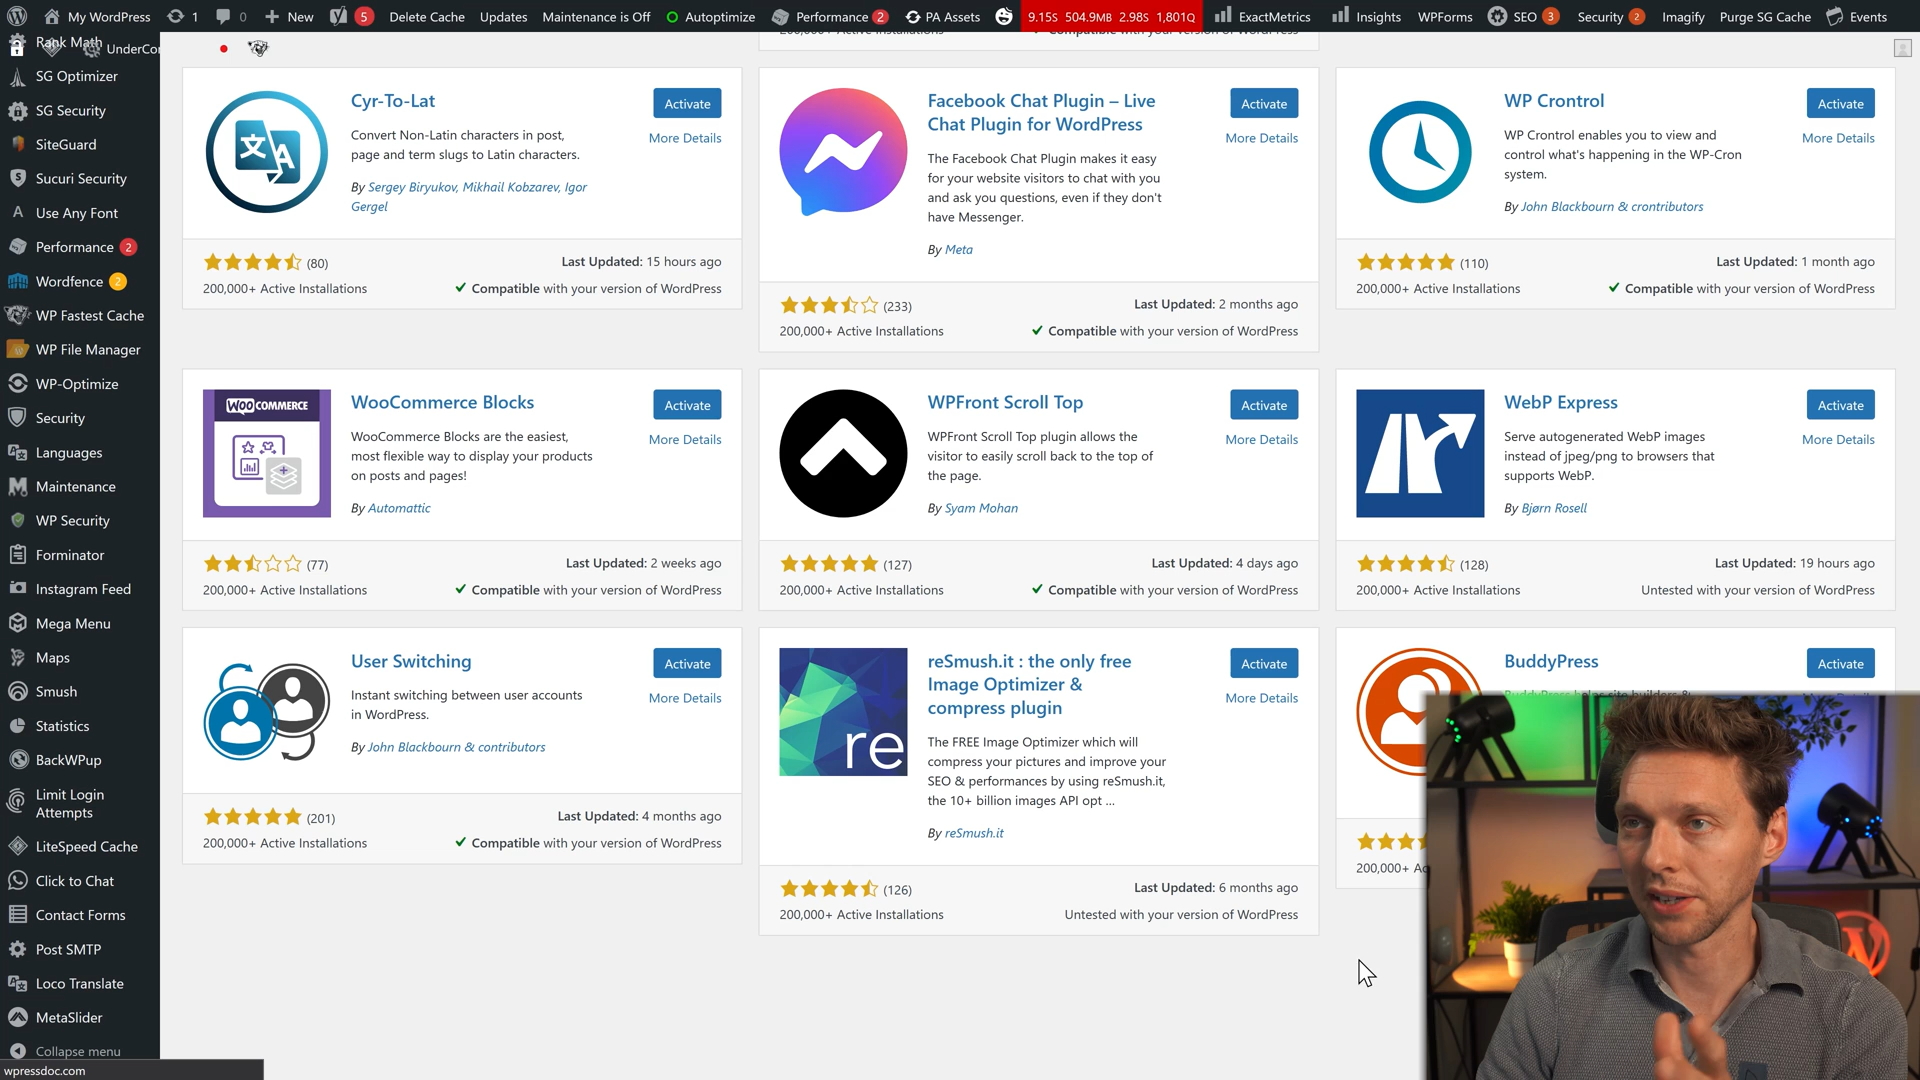 My WordPress 1 0 New 5 Delete Cache Updates Maintenance is Off Autoptimize Performance 2 PA Assets 9.15S 504.9MB 2.98S 1,801Q ExactMetrics Insights WPForms SEO 3 Security 2 Imagify Purge SG Cache Events
Rank Math
UnderCon
SG Optimizer
SG Security
SiteGuard
Sucuri Security
Use Any Font
Performance 2
Wordfence 2
WP Fastest Cache
WP File Manager
WP-Optimize
Security
Languages
Maintenance
WP Security
Forminator
Instagram Feed
Mega Menu
Maps
Smush
Statistics
BackWPup
Limit Login
Attempts
LiteSpeed Cache
Click to Chat
Contact Forms
Post SMTP
Loco Translate
MetaSlider
Collapse menu
wpressdoc.com
200,000+ Active Installations
Compatible with your version of WordPress
Cyr-To-Lat
Activate
More Details
Convert Non-Latin characters in post,
page and term slugs to Latin characters.
By Sergey Biryukov, Mikhail Kobzarev, Igor
Gergel
(80)
Last Updated: 15 hours ago
200,000+ Active Installations
Compatible with your version of WordPress
Facebook Chat Plugin – Live
Chat Plugin for WordPress
Activate
More Details
The Facebook Chat Plugin makes it easy
for your website visitors to chat with you
and ask you questions, even if they don't
have Messenger.
By Meta
(233)
Last Updated: 2 months ago
200,000+ Active Installations
Compatible with your version of WordPress
WP Crontrol
Activate
More Details
WP Crontrol enables you to view and
control what's happening in the WP-Cron
system.
By John Blackbourn & crontributors
(110)
Last Updated: 1 month ago
200,000+ Active Installations
Compatible with your version of WordPress
WOO COMMERCE
WooCommerce Blocks
Activate
More Details
WooCommerce Blocks are the easiest,
most flexible way to display your products
on posts and pages!
By Automattic
(77)
Last Updated: 2 weeks ago
200,000+ Active Installations
Compatible with your version of WordPress
WPFront Scroll Top
Activate
More Details
WPFront Scroll Top plugin allows the
visitor to easily scroll back to the top of
the page.
By Syam Mohan
(127)
Last Updated: 4 days ago
200,000+ Active Installations
Compatible with your version of WordPress
WebP Express
Activate
More Details
Serve autogenerated WebP images
instead of jpeg/png to browsers that
supports WebP.
By Bjørn Rosell
(128)
Last Updated: 19 hours ago
200,000+ Active Installations
Untested with your version of WordPress
User Switching
Activate
More Details
Instant switching between user accounts
in WordPress.
By John Blackbourn & contributors
(201)
Last Updated: 4 months ago
200,000+ Active Installations
Compatible with your version of WordPress
re
reSmush.it : the only free
Image Optimizer &
compress plugin
Activate
More Details
The FREE Image Optimizer which will
compress your pictures and improve your
SEO & performances by using reSmush.it,
the 10+ billion images API opt ...
By reSmush.it
(126)
Last Updated: 6 months ago
200,000+ Active Installations
Untested with your version of WordPress
BuddyPress
Activate
200,000+ Ac